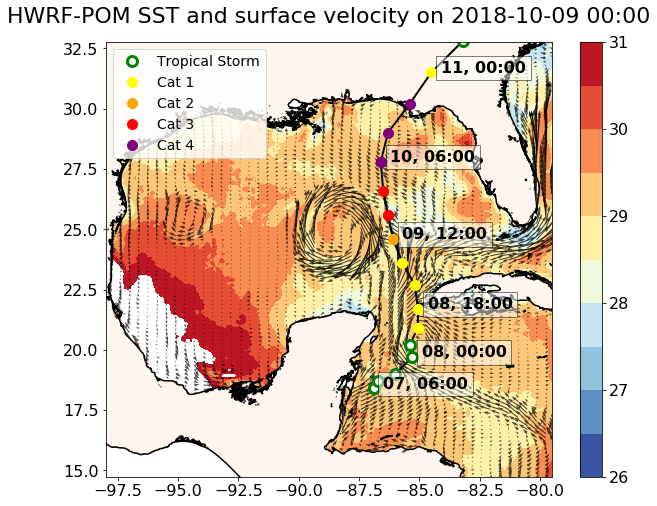 HWRF-POM SST and surface velocity on 2018-10-09 00:00
Tropical Storm
Cat 1
Cat 2
Cat 3
Cat 4
11, 00:00
10, 06:00
09, 12:00
08, 18:00
08, 00:00
07, 06:00
32.5
30.0
27.5
25.0
22.5
20.0
17.5
15.0
−97.5 −95.0 −92.5 −90.0 −87.5 −85.0 −82.5 −80.0
31
30
29
28
27
26